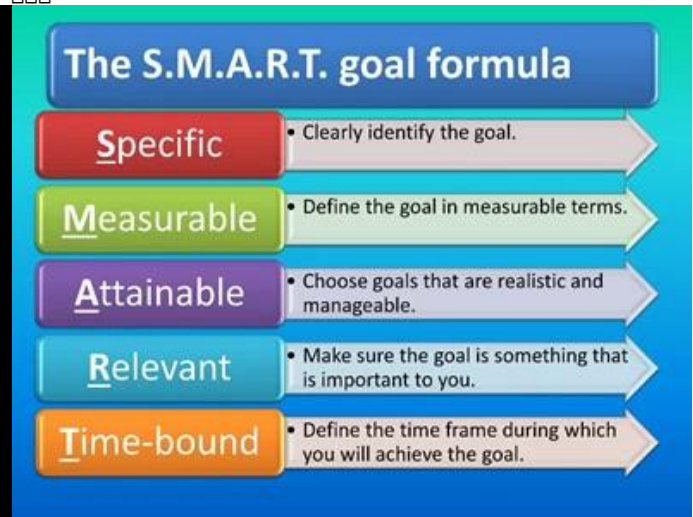 The S.M.A.R.T. goal formula
Specific
• Clearly identify the goal.
Measurable
• Define the goal in measurable terms.
Attainable
• Choose goals that are realistic and
manageable.
Relevant
• Make sure the goal is something that
is important to you.
Time-bound
• Define the time frame during which
you will achieve the goal.